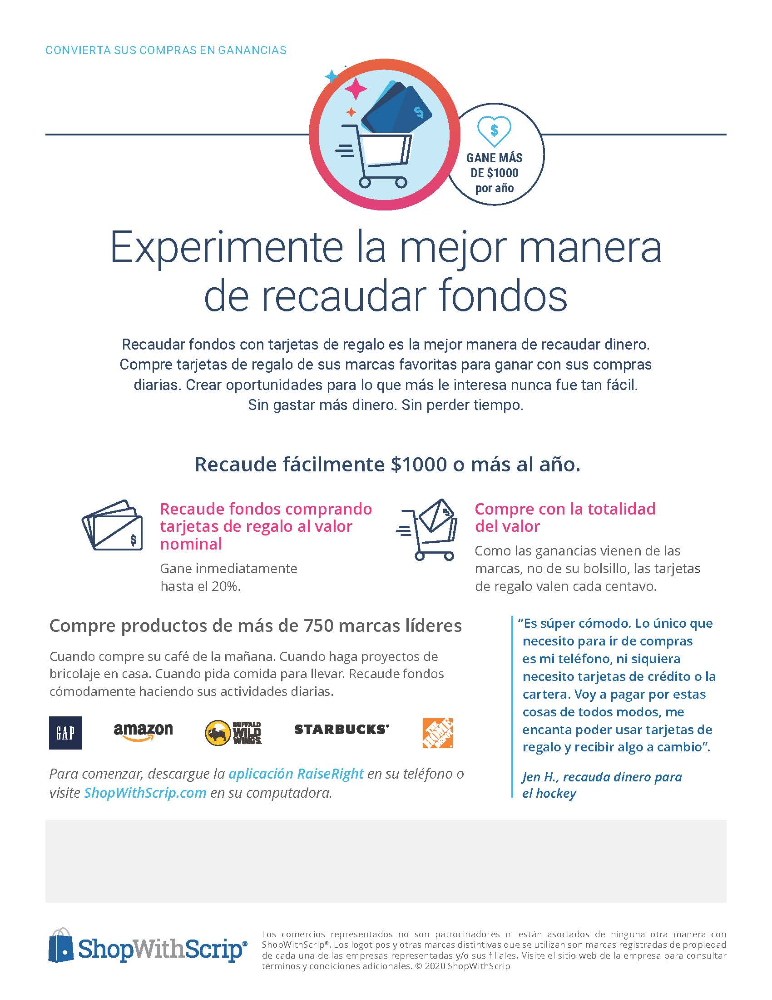 CONVIERTA SUS COMPRAS EN GANANCIAS
$
$
GANE MÁS
DE $1000
por año
Experimente la mejor manera
de recaudar fondos
Recaudar fondos con tarjetas de regalo es la mejor manera de recaudar dinero.
Compre tarjetas de regalo de sus marcas favoritas para ganar con sus compras
diarias. Crear oportunidades para lo que más le interesa nunca fue tan fácil.
Sin gastar más dinero. Sin perder tiempo.
Recaude fácilmente $1000 o más al año.
$
Recaude fondos comprando
tarjetas de regalo al valor
nominal
Gane inmediatamente
hasta el 20%.
$
Compre con la totalidad
del valor
Como las ganancias vienen de las
marcas, no de su bolsillo, las tarjetas
de regalo valen cada centavo.
Compre productos de más de 750 marcas líderes
Cuando compre su café de la mañana. Cuando haga proyectos de
bricolaje en casa. Cuando pida comida para llevar. Recaude fondos
cómodamente haciendo sus actividades diarias.
GAP
amazon
BUFFALO
WILD
WINGS.
STARBUCKS®
THE
HOME
DEPOT
Para comenzar, descargue la aplicación RaiseRight en su teléfono o
visite ShopWithScrip.com en su computadora.
“Es súper cómodo. Lo único que
necesito para ir de compras
es mi teléfono, ni siquiera
necesito tarjetas de crédito o la
cartera. Voy a pagar por estas
cosas de todos modos, me
encanta poder usar tarjetas de
regalo y recibir algo a cambio”.
Jen H., recauda dinero para
el hockey
ShopWithScrip®
Los comercios representados no son patrocinadores ni están asociados de ninguna otra manera con
ShopWithScrip®. Los logotipos y otras marcas distintivas que se utilizan son marcas registradas de propiedad
de cada una de las empresas representadas y/o sus filiales. Visite el sitio web de la empresa para consultar
términos y condiciones adicionales. © 2020 ShopWithScrip